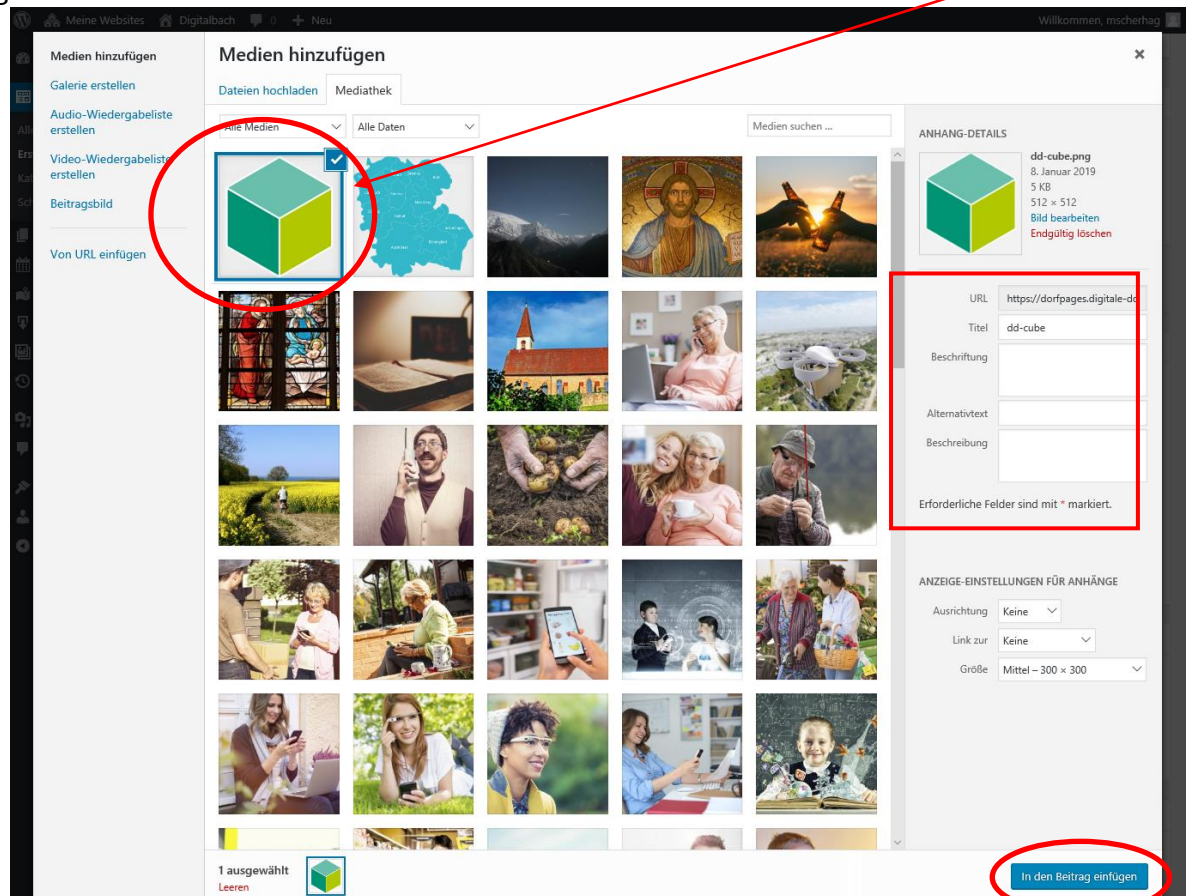 Meine Websites Digitalbach 0 + Neu Willkommen, mscherhag
Medien hinzufügen
Galerie erstellen
Audio-Wiedergabeliste
erstellen
Video-Wiedergabeliste
erstellen
Beitragsbild
Von URL einfügen
Medien hinzufügen
Dateien hochladen Mediathek
Alle Medien Alle Daten Medien suchen ...
ANHANG-DETAILS
dd-cube.png
8. Januar 2019
5 KB
512 × 512
Bild bearbeiten
Endgültig löschen
URL https://dorfpages.digitale-do
Titel dd-cube
Beschriftung
Alternativtext
Beschreibung
Erforderliche Felder sind mit * markiert.
ANZEIGE-EINSTELLUNGEN FÜR ANHÄNGE
Ausrichtung Keine
Link zur Keine
Größe Mittel – 300 × 300
1 ausgewählt
Leeren
In den Beitrag einfügen